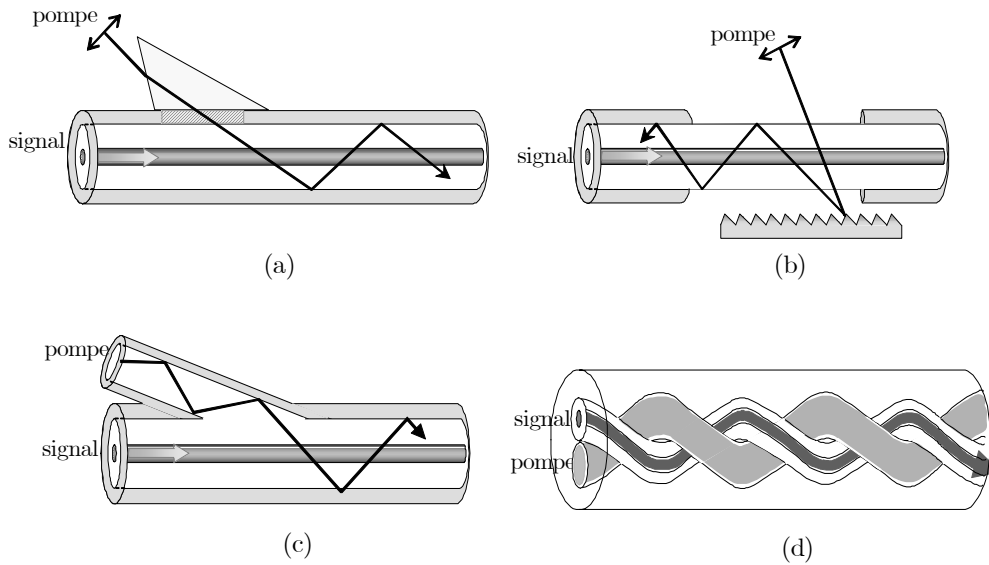 pompe
signal
(a)
pompe
signal
(b)
pompe
signal
(c)
signal
pompe
(d)